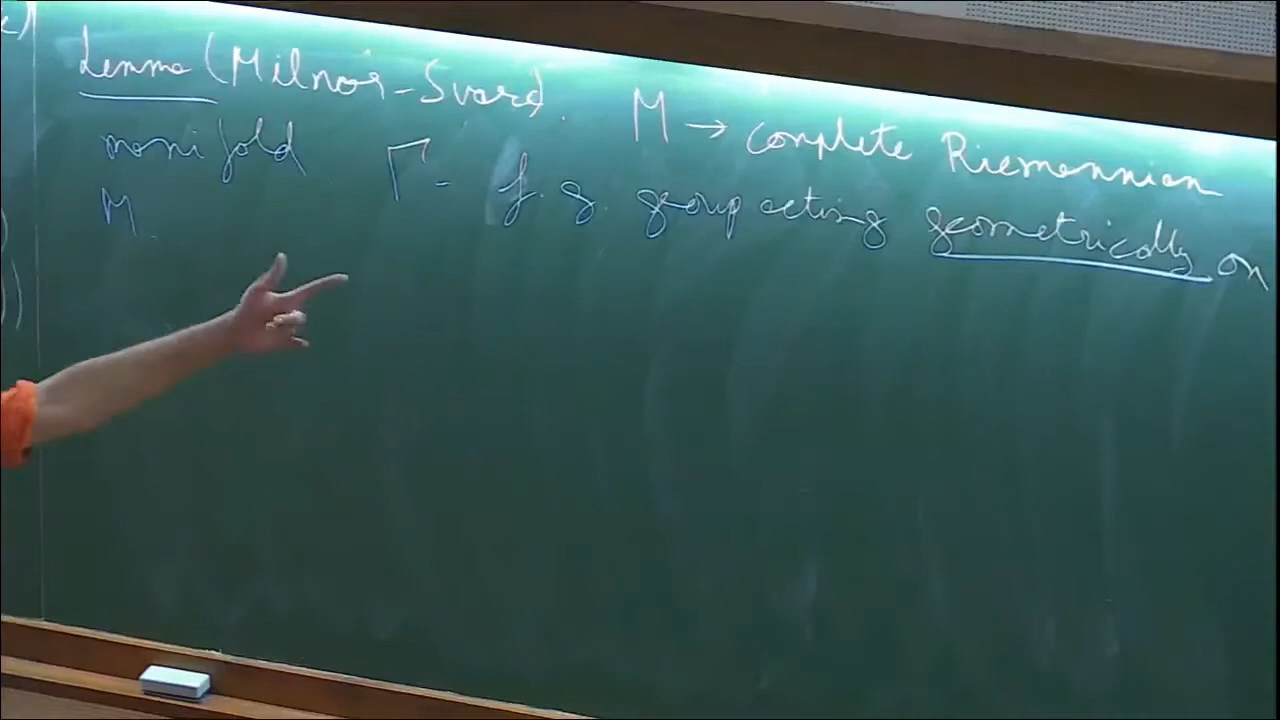 Lemma (Milnor-Svarc). M → complete Riemannian
manifold Γ - f.g. group acting geometrically on
M.